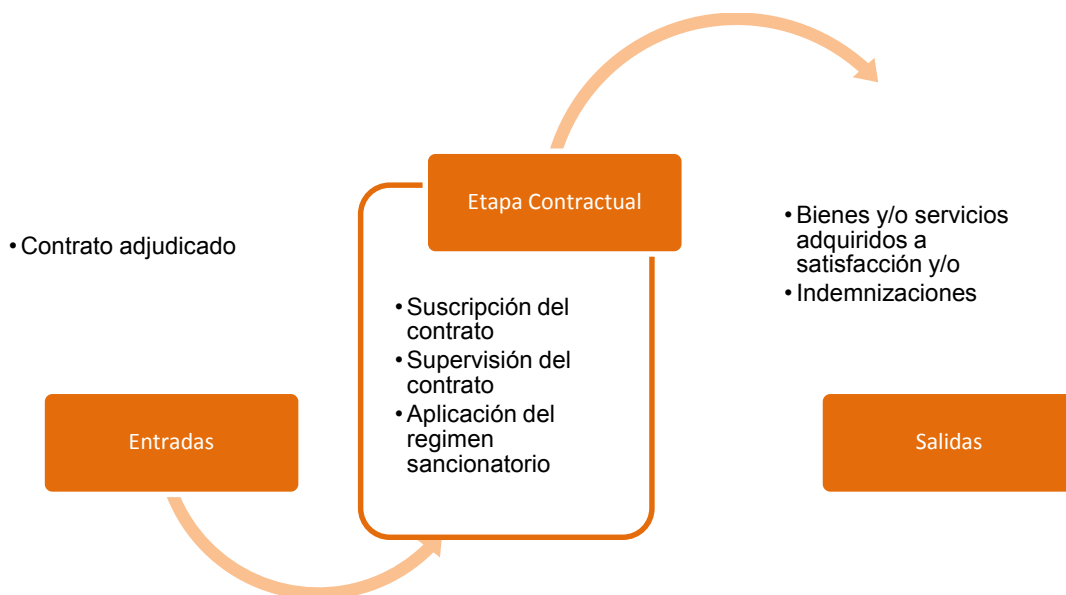 • Contrato adjudicado
Entradas
Etapa Contractual
• Suscripción del
contrato
• Supervisión del
contrato
• Aplicación del
regimen
sancionatorio
• Bienes y/o servicios
adquiridos a
satisfacción y/o
• Indemnizaciones
Salidas